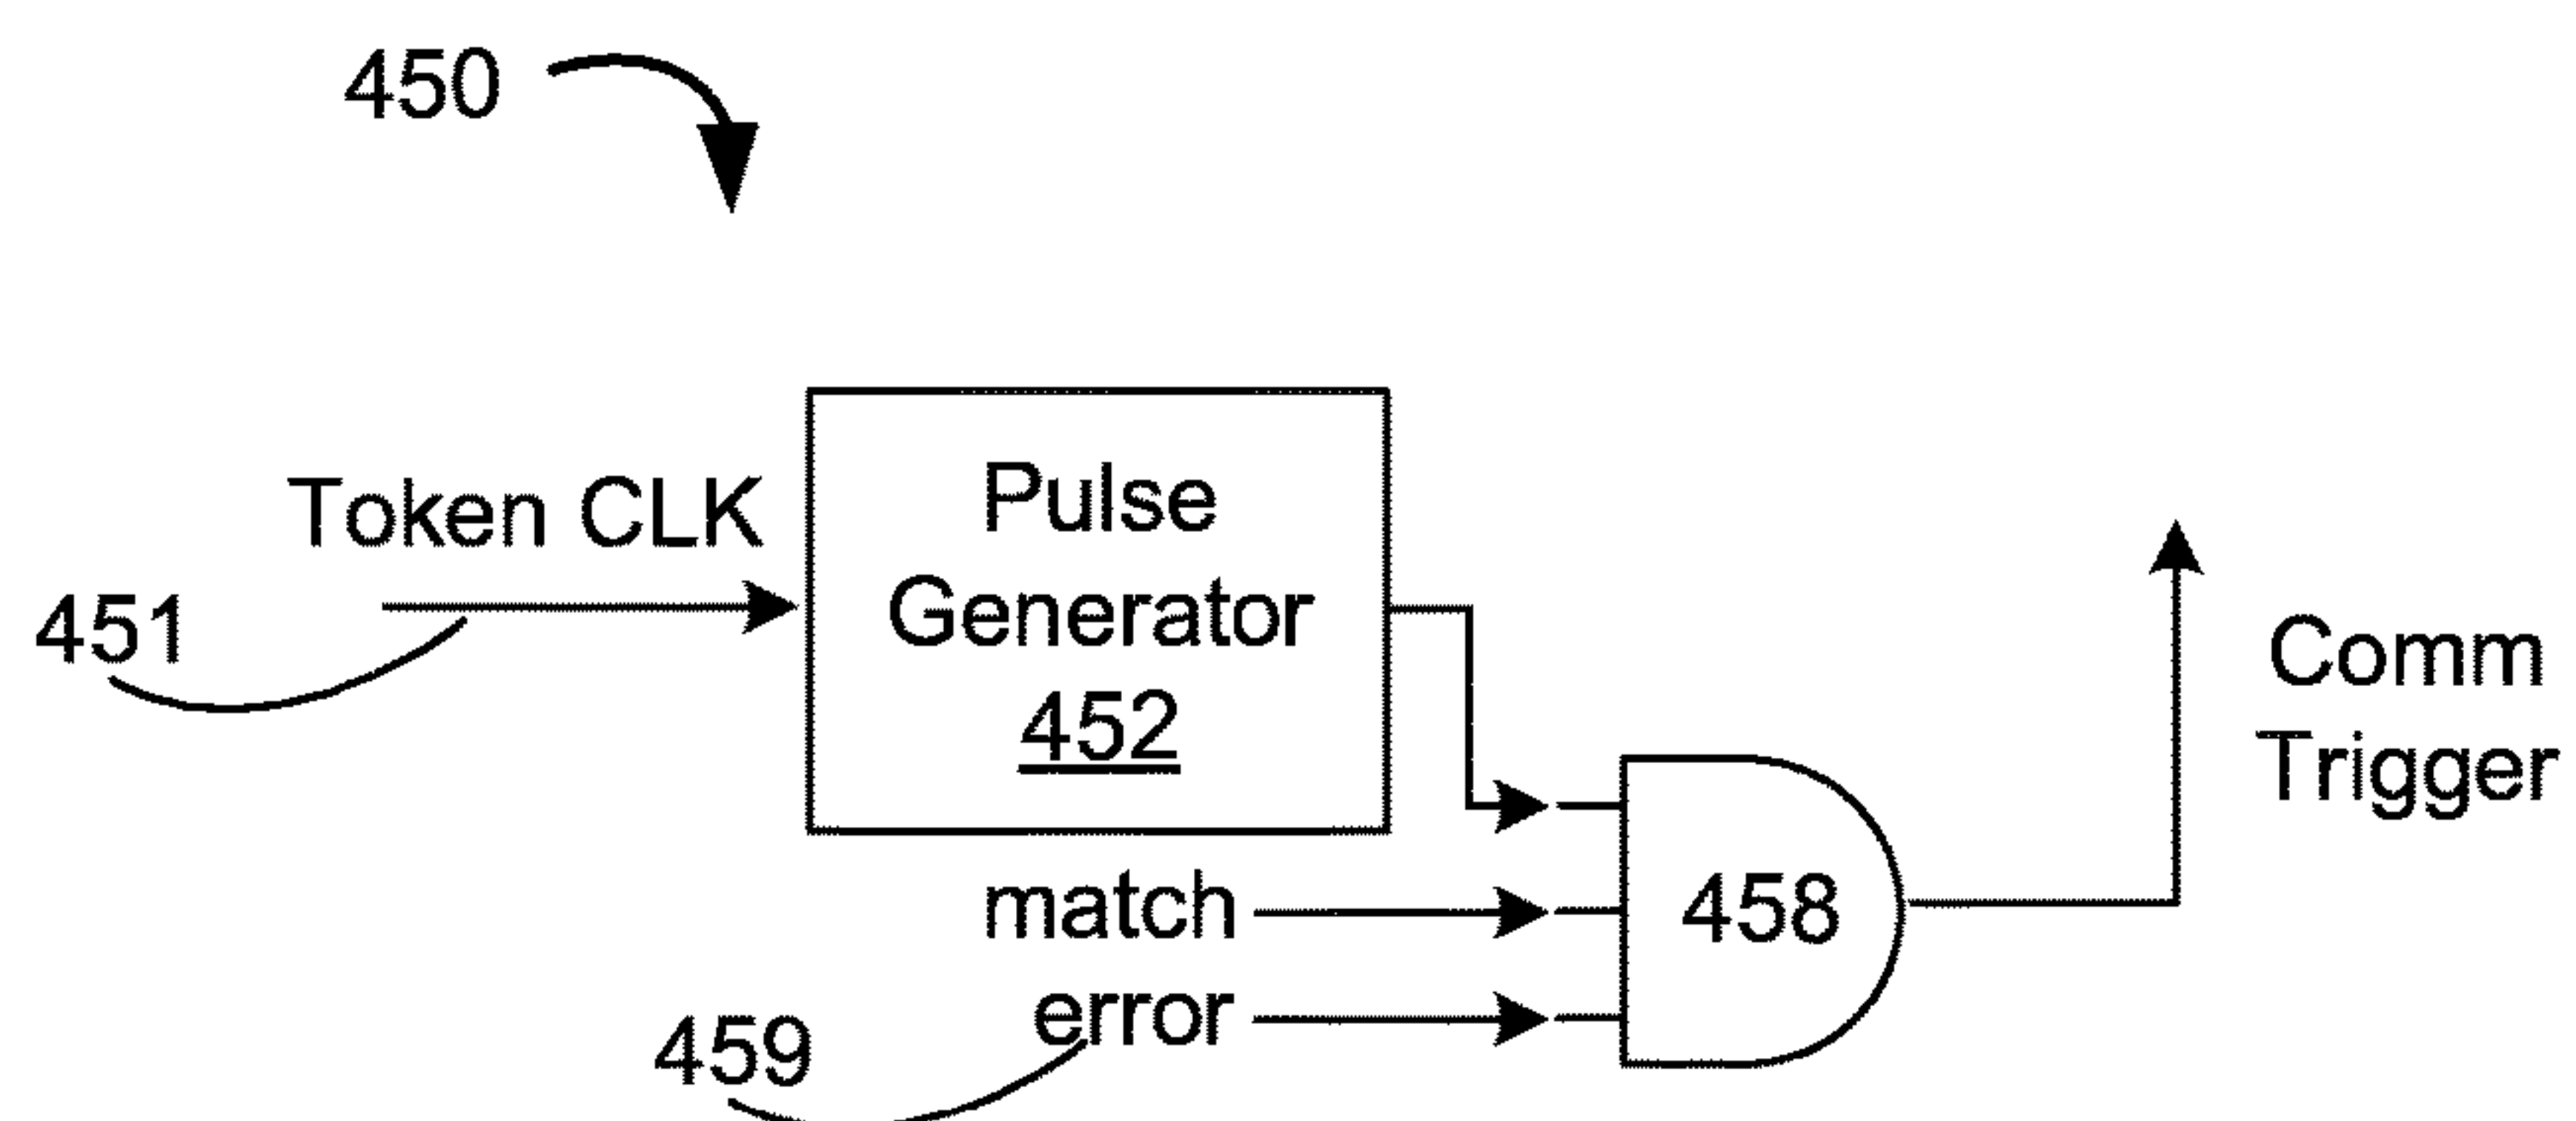 450
Token CLK
451
Pulse
Generator
452
Comm
Trigger
match
458
error
459